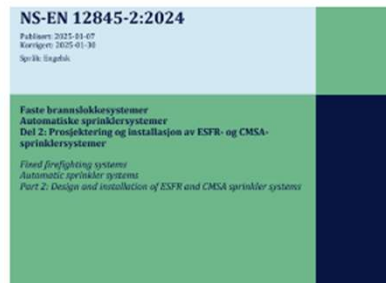 NS-EN 12845-2:2024
Publisert: 2025-01-07
Korrigert: 2025-01-30
Språk: Engelsk
Faste brannslokkesystemer
Automatiske sprinklersystemer
Del 2: Prosjektering og installasjon av ESFR- og CMSA-
sprinklersystemer
Fixed firefighting systems
Automatic sprinkler systems
Part 2: Design and installation of ESFR and CMSA sprinkler systems